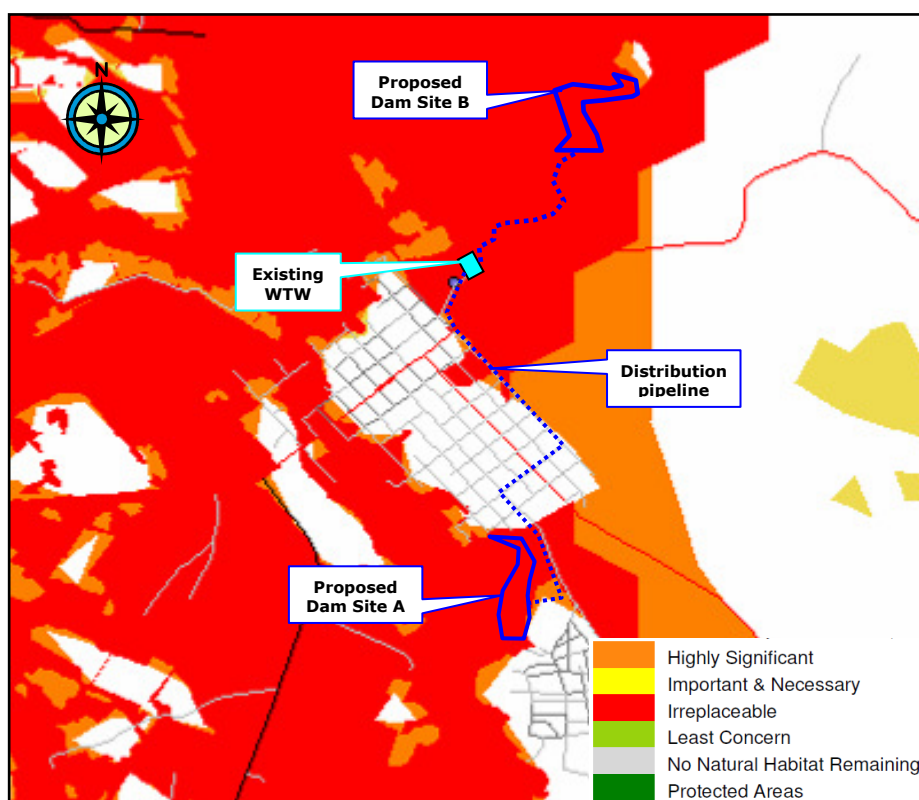 N
Proposed
Dam Site B
Existing
WTW
Distribution
pipeline
Proposed
Dam Site A
Highly Significant
Important & Necessary
Irreplaceable
Least Concern
No Natural Habitat Remaining
Protected Areas